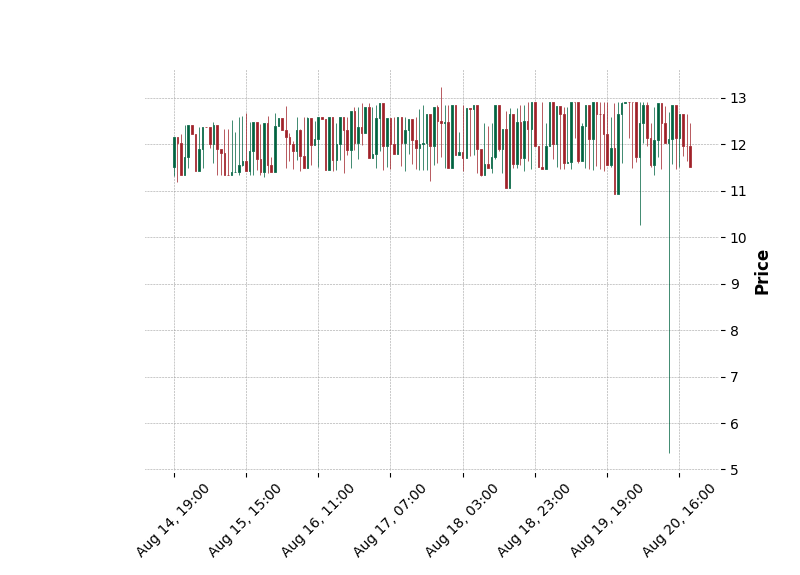 13
12
11
10
9
8
7
6
5
Price
Aug 14, 19:00
Aug 15, 15:00
Aug 16, 11:00
Aug 17, 07:00
Aug 18, 03:00
Aug 18, 23:00
Aug 19, 19:00
Aug 20, 16:00